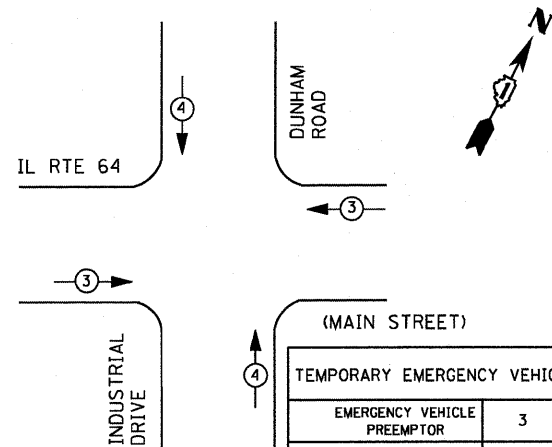 N
4
DUNHAM
ROAD
IL RTE 64
3
3
(MAIN STREET)
INDUSTRIAL
DRIVE
4
TEMPORARY EMERGENCY
EMERGENCY VEHICLE
PREEMPTOR
3